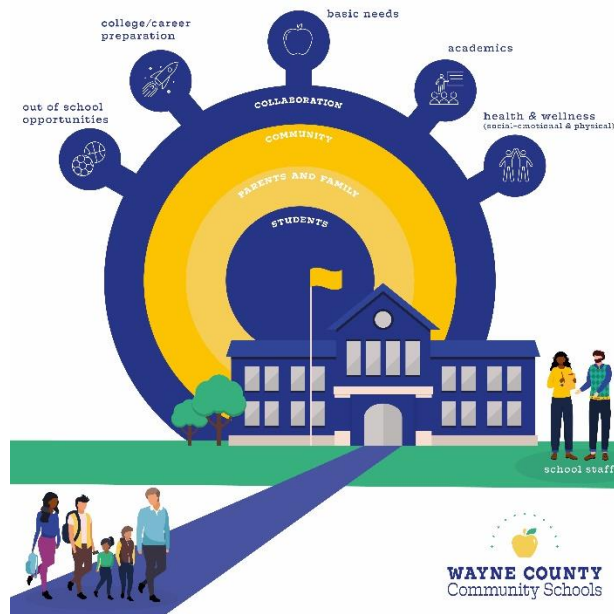 basic needs
college/career
preparation
academics
out of school
opportunities
health & wellness
(social-emotional & physical)
COLLABORATION
COMMUNITY
PARENTS AND FAMILY
STUDENTS
school staff
WAYNE COUNTY
Community Schools